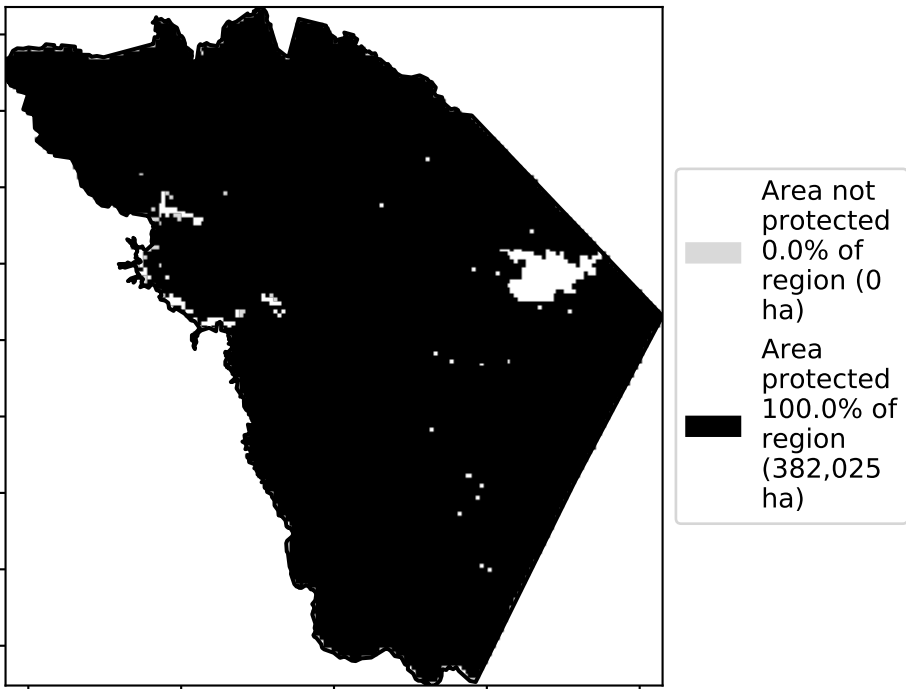 Area not
protected
0.0% of
region (0
ha)
Area
protected
100.0% of
region
(382,025
ha)